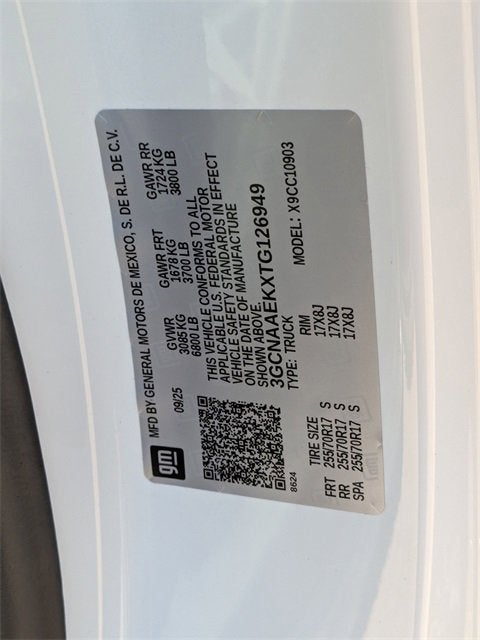 gm
MFD BY GENERAL MOTORS DE MEXICO, S. DE R.L. DE C.V.
09/25
GVWR GAWR FRT GAWR RR
3085 KG 1678 KG 1724 KG
6800 LB 3700 LB 3800 LB
THIS VEHICLE CONFORMS TO ALL
APPLICABLE U.S. FEDERAL MOTOR
VEHICLE SAFETY STANDARDS IN EFFECT
ON THE DATE OF MANUFACTURE
SHOWN ABOVE.
3GCNAAEKXTG126949
TYPE: TRUCK MODEL: X9CC10903
8624
TIRE SIZE RIM
FRT 255/70R17 S 17X8J
RR 255/70R17 S 17X8J
SPA 255/70R17 S 17X8J